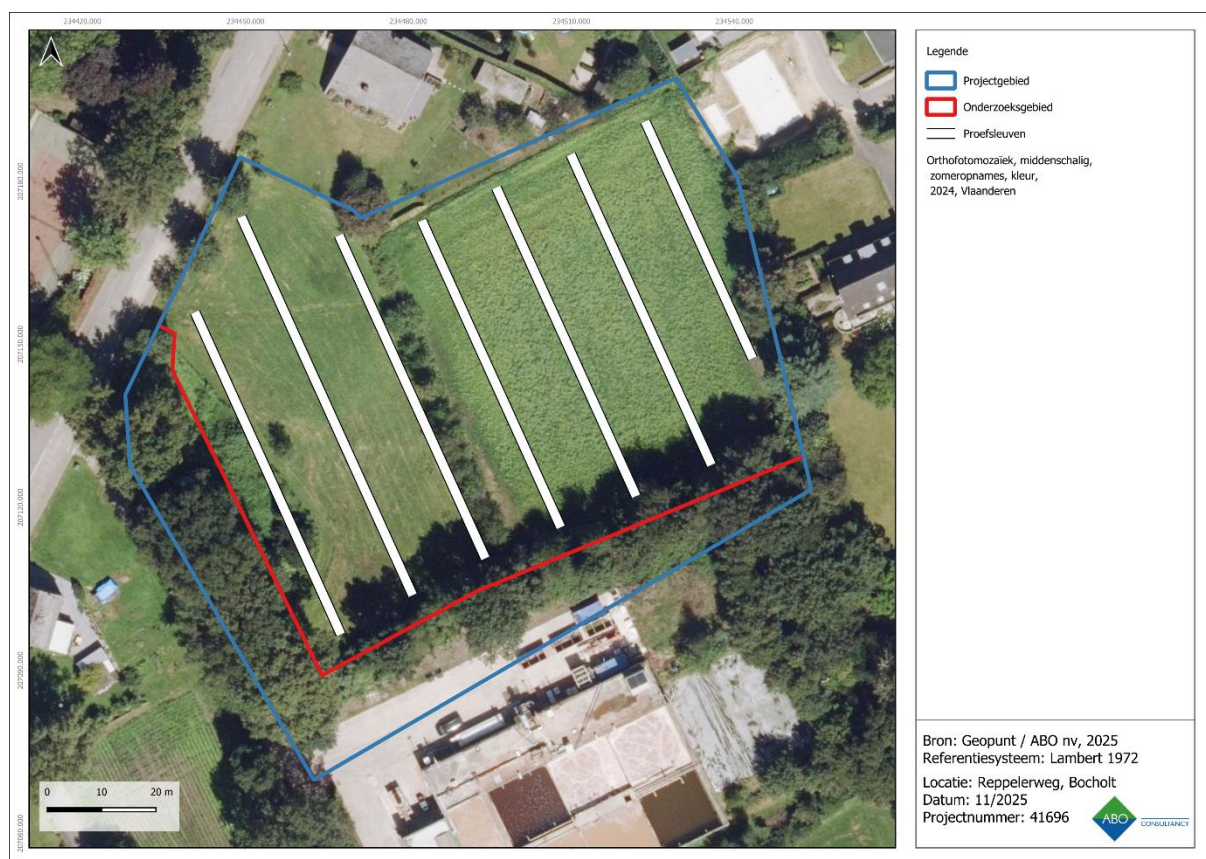 234420.000 234450.000 234480.000 234510.000 234540.000
207180.000
207150.000
207120.000
207090.000
207060.000
0 10 20 m
Legende
Projectgebied
Onderzoeksgebied
Proefsleuven
Orthofotomozaïek, middenschalig,
zomeropnames, kleur,
2024, Vlaanderen
Bron: Geopunt / ABO nv, 2025
Referentiesysteem: Lambert 1972
Locatie: Reppelerweg, Bocholt
Datum: 11/2025
Projectnummer: 41696
ABO CONSULTANCY